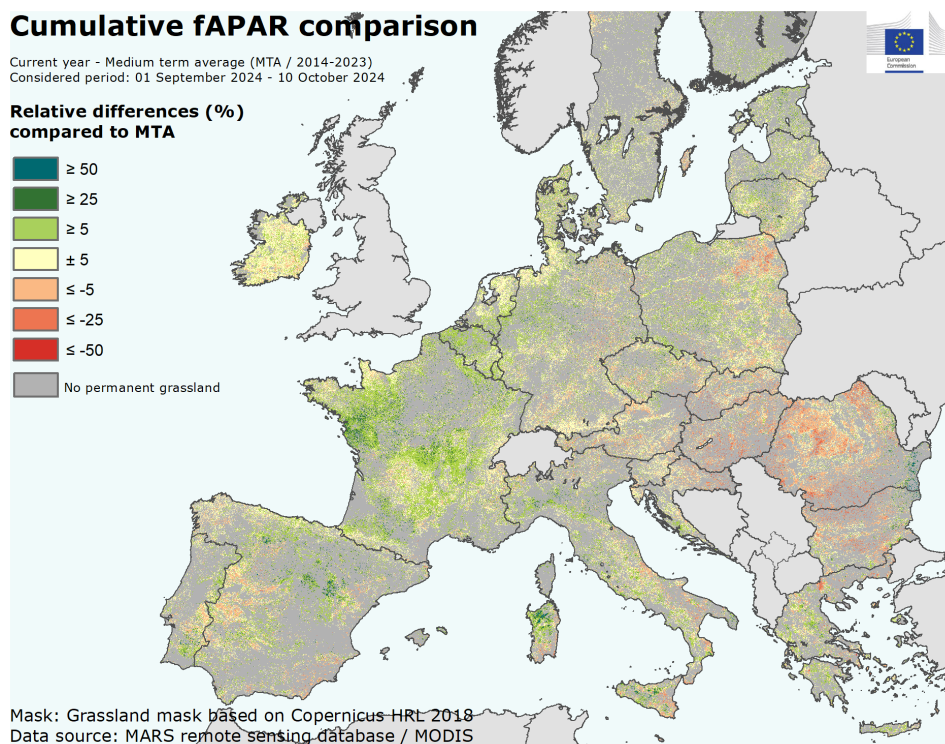 Cumulative fAPAR comparison
Current year - Medium term average (MTA / 2014-2023)
Considered period: 01 September 2024 - 10 October 2024
Relative differences (%)
compared to MTA
≥ 50
≥ 25
≥ 5
± 5
≤ -5
≤ -25
≤ -50
No permanent grassland
European
Commission
Mask: Grassland mask based on Copernicus HRL 2018
Data source: MARS remote sensing database / MODIS